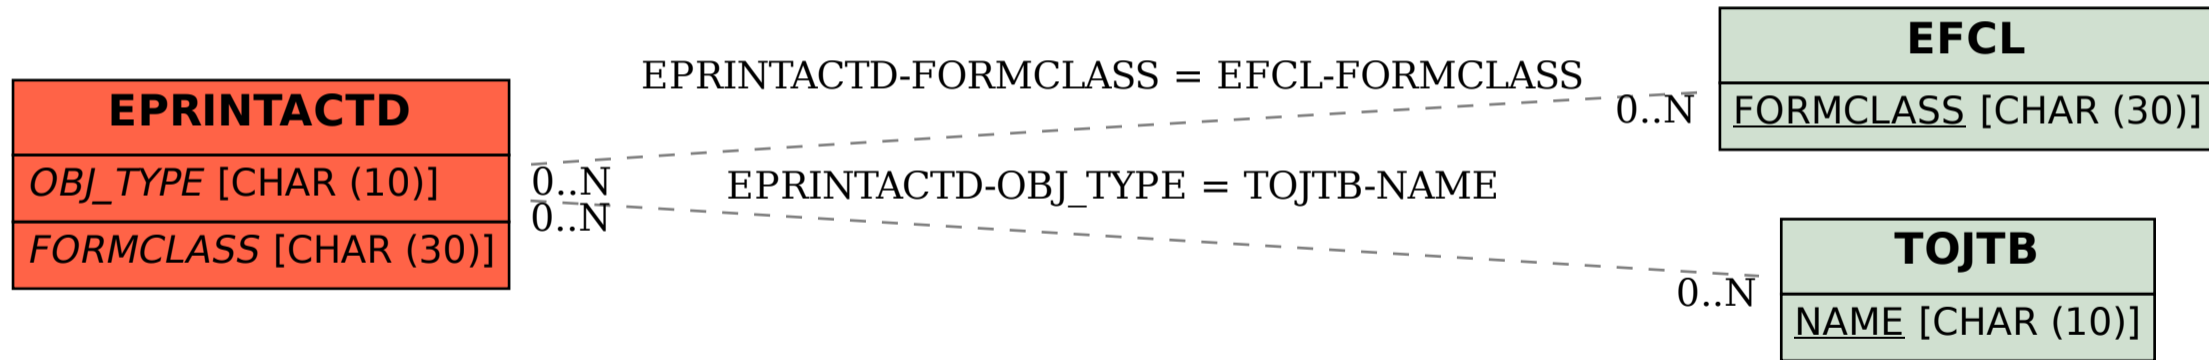 EPRINTACTD
OBJ_TYPE [CHAR (10)]
FORMCLASS [CHAR (30)]
EPRINTACTD-FORMCLASS = EFCL-FORMCLASS
0..N
0..N
EPRINTACTD-OBJ_TYPE = TOJTB-NAME
0..N
0..N
EFCL
FORMCLASS [CHAR (30)]
TOJTB
NAME [CHAR (10)]